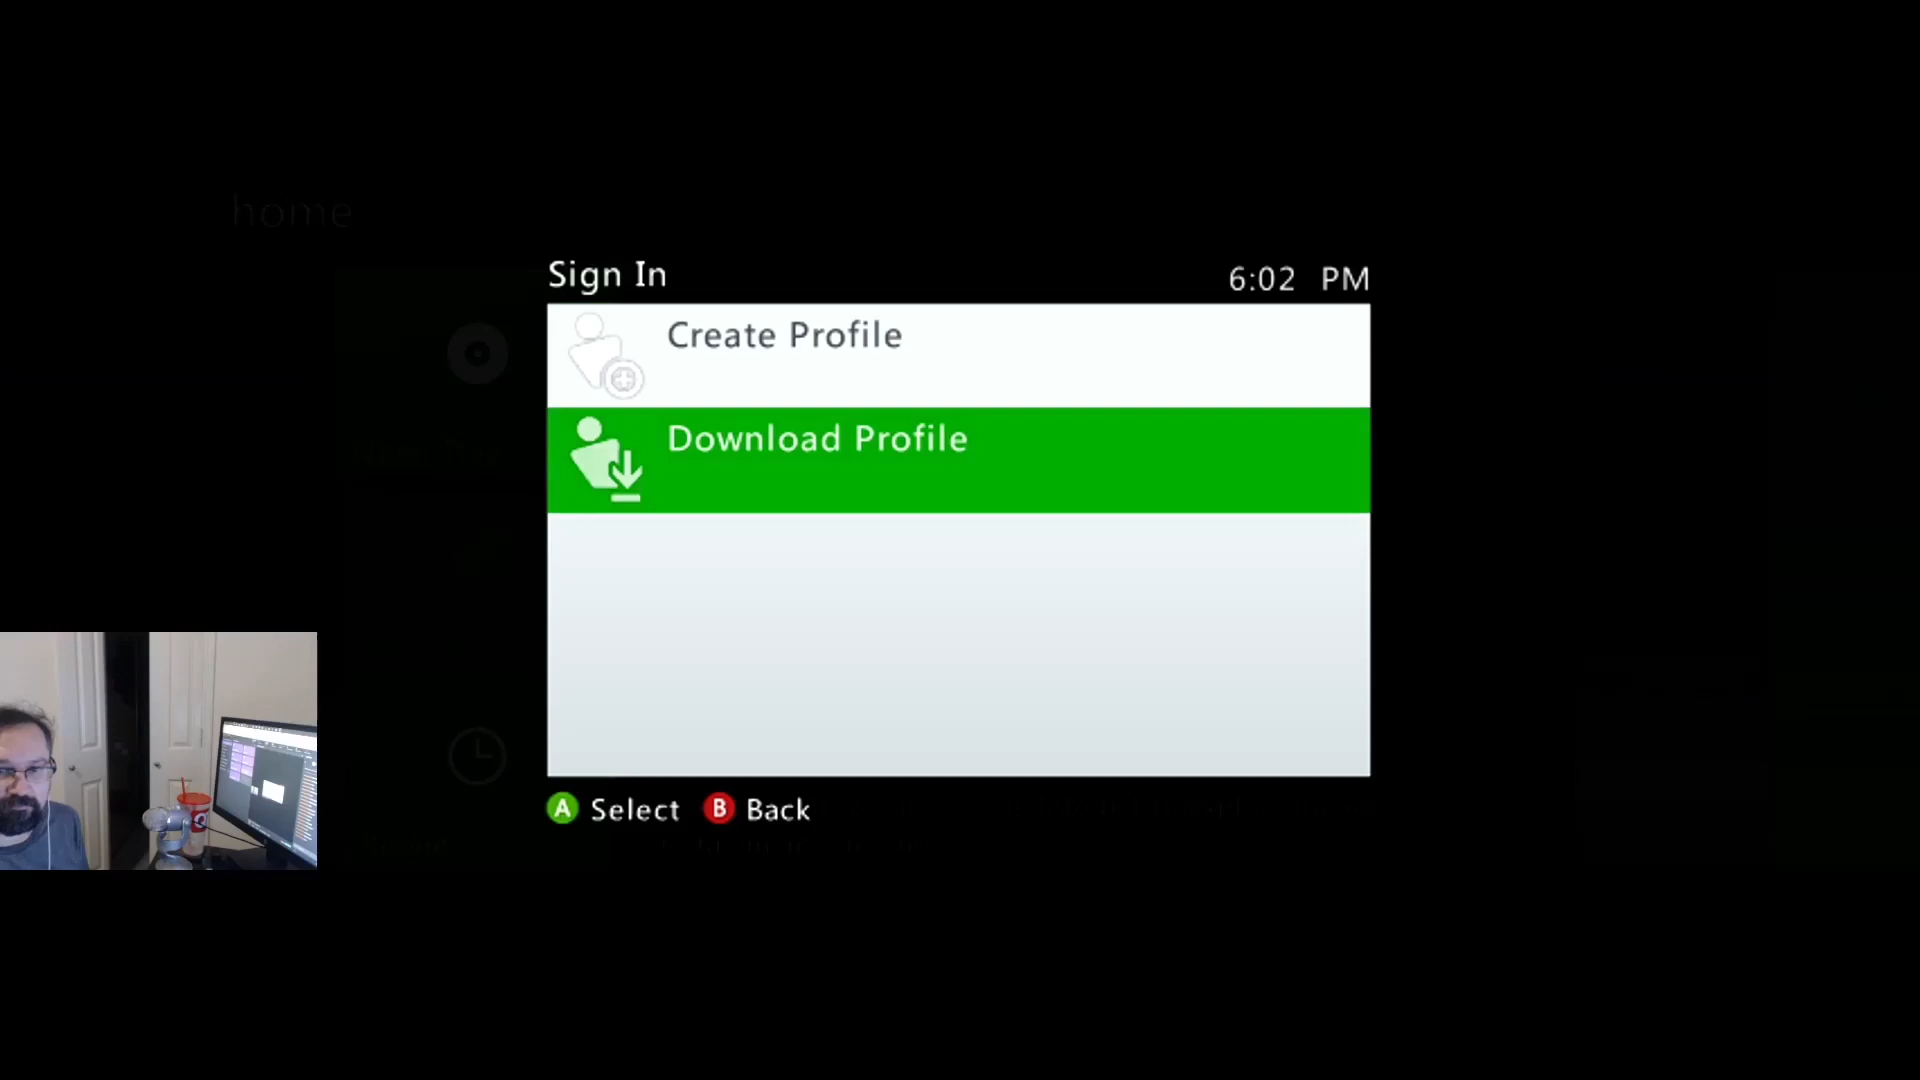 home
Sign In
6:02 PM
Create Profile
Download Profile
A Select B Back